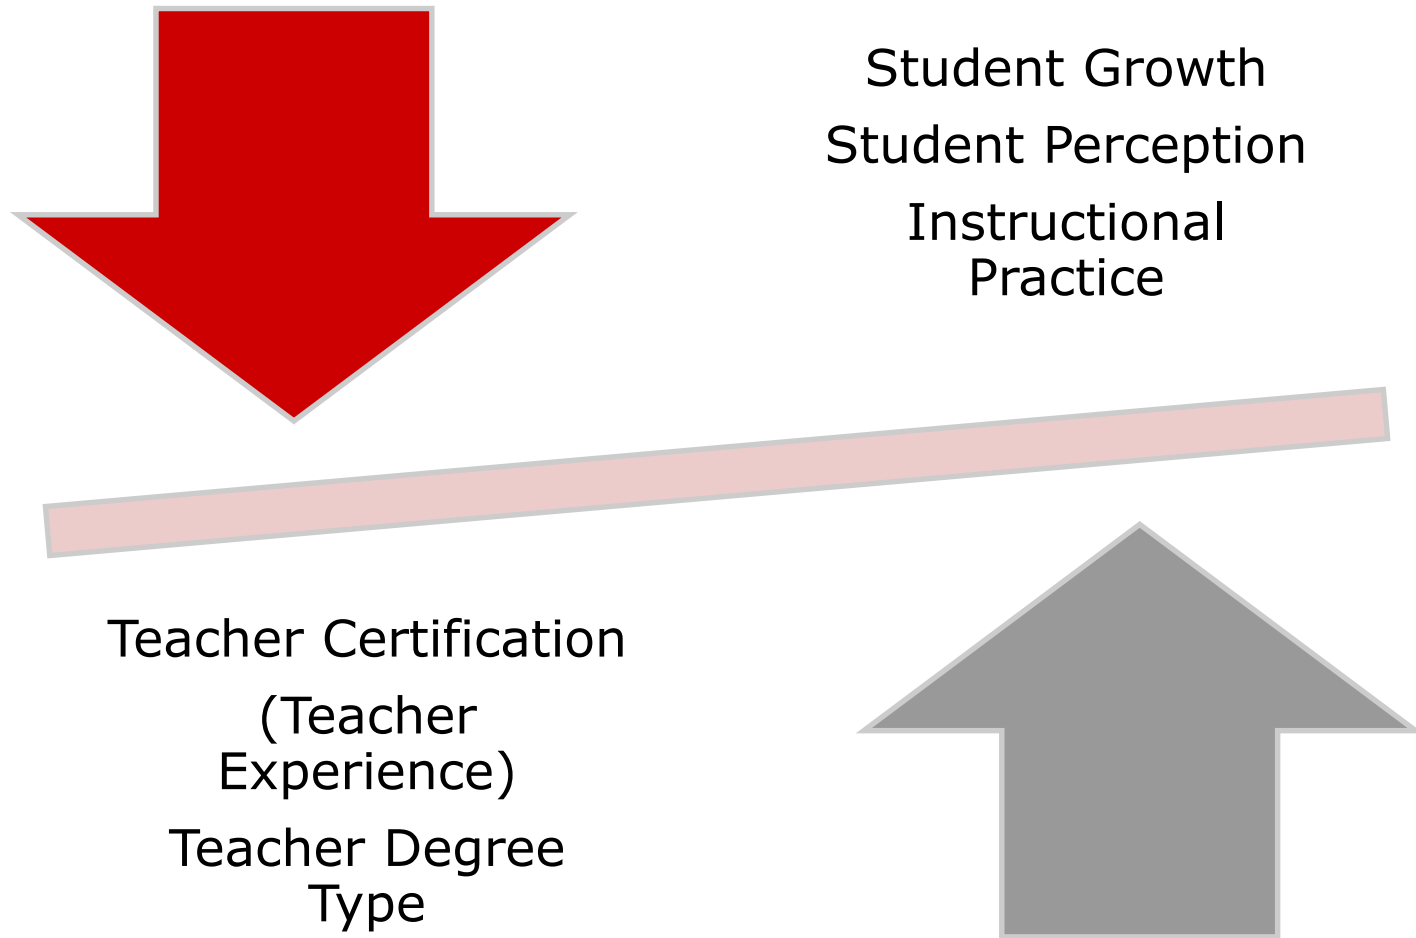 Student Growth
Student Perception
Instructional
Practice
Teacher Certification
(Teacher
Experience)
Teacher Degree
Type